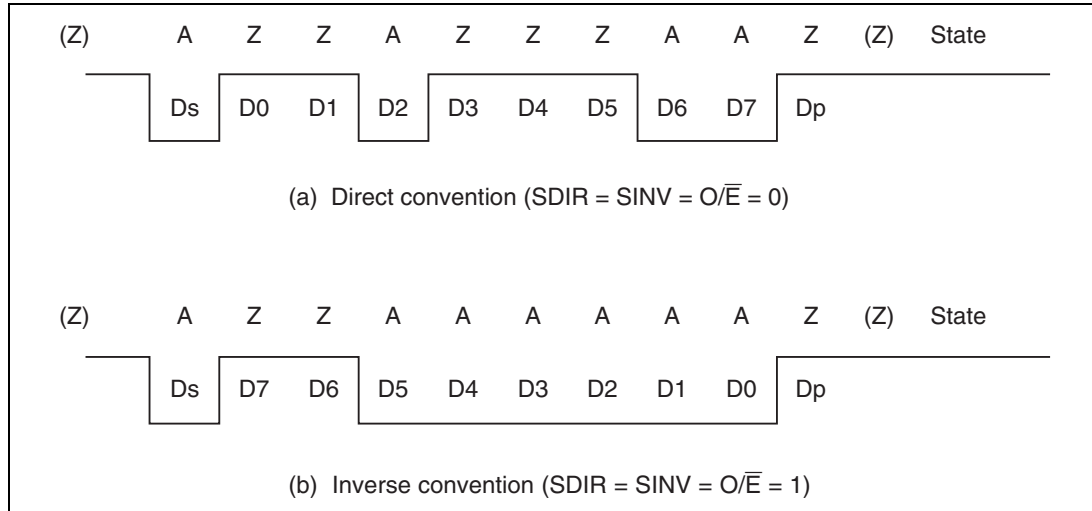 (Z) A Z Z A Z Z Z A A Z (Z) State
Ds D0 D1 D2 D3 D4 D5 D6 D7 Dp
(a) Direct convention (SDIR = SINV = O/E̅ = 0)
(Z) A Z Z A A A A A A Z (Z) State
Ds D7 D6 D5 D4 D3 D2 D1 D0 Dp
(b) Inverse convention (SDIR = SINV = O/E̅ = 1)